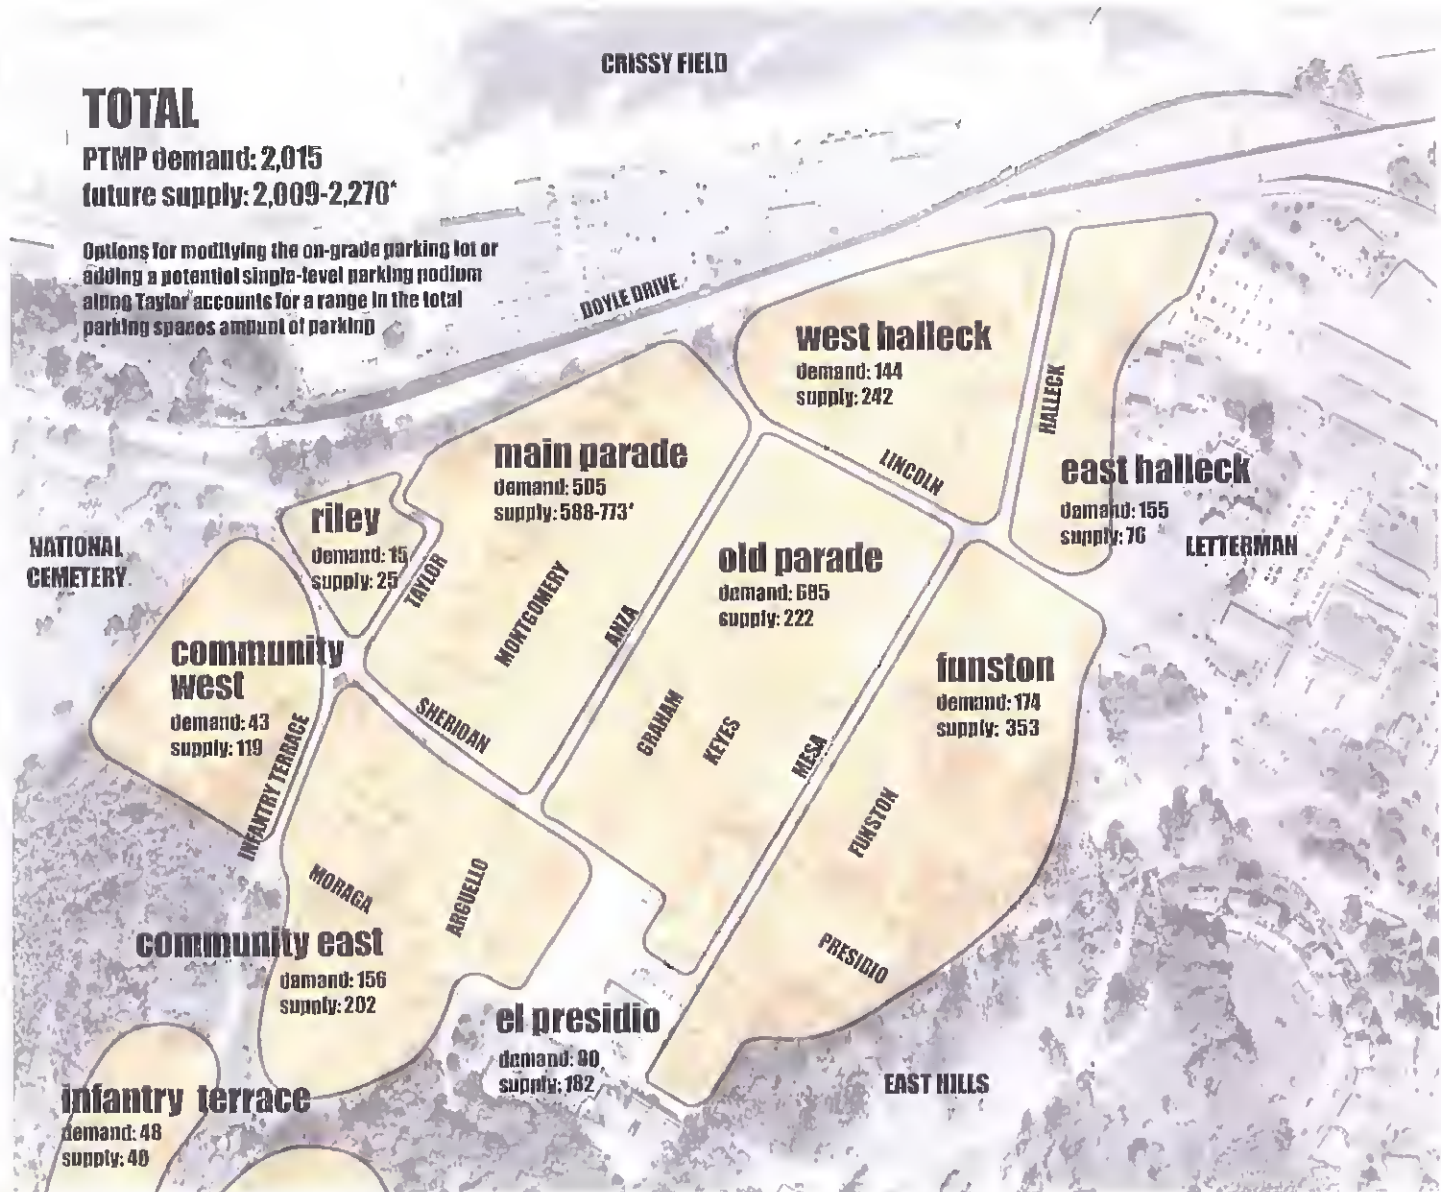 CRISSY FIELD
TOTAL
PTMP demand: 2,015
future supply: 2,009-2,270*
Options for modifying the on-grade parking lot or
adding a potential single-level parking podium
along Taylor accounts for a range in the total
parking spaces amount of parking
DOYLE DRIVE
west halleck
demand: 144
supply: 242
HALLECK
LINCOLN
main parade
demand: 505
supply: 588-773*
east halleck
demand: 155
supply: 76
riley
demand: 15
supply: 25
NATIONAL
CEMETERY
LETTERMAN
old parade
demand:
supply: 222
TAYLOR
MONTGOMERY
ANZA
community
west
demand: 43
supply: 119
funston
demand: 174
supply: 353
SHERIDAN
GRAHAM
KEYES
MESA
INFANTRY TERRACE
FUNSTON
MORAGA
ARGUELLO
PRESIDIO
community east
demand: 156
supply: 202
el presidio
demand:
supply: 182
EAST HILLS
infantry terrace
demand: 48
supply: 40